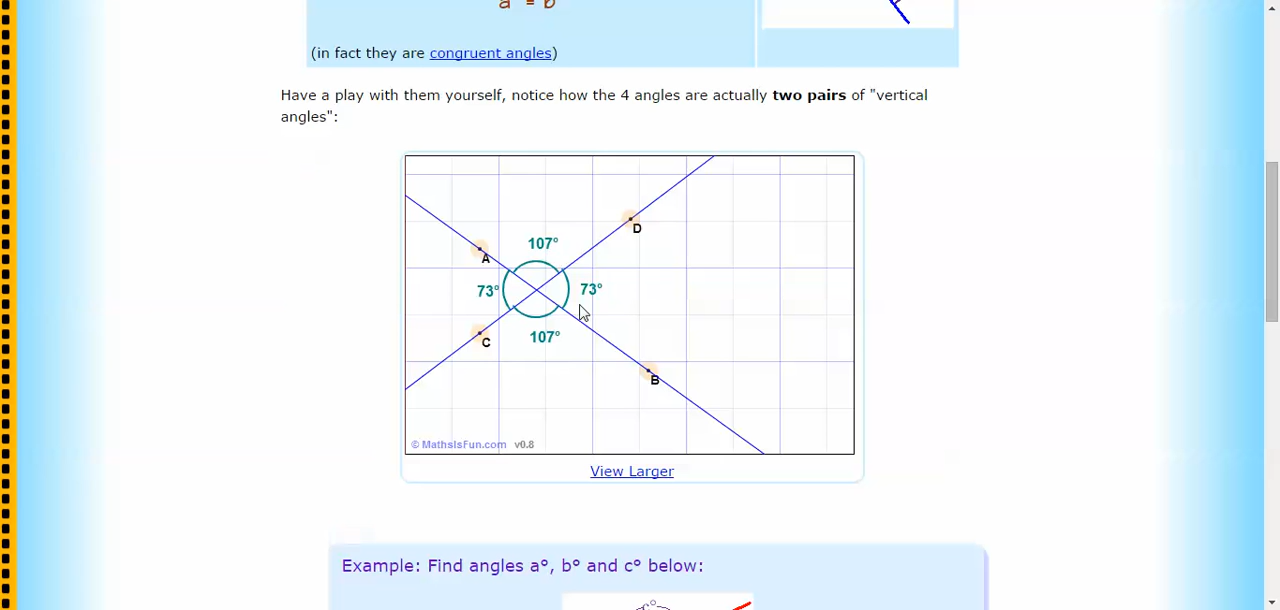 a° = b°
(in fact they are congruent angles)
Have a play with them yourself, notice how the 4 angles are actually two pairs of "vertical
angles":
D
107°
A
73°
73°
107°
C
B
© MathsIsFun.com v0.8
View Larger
Example: Find angles a°, b° and c° below:
c°